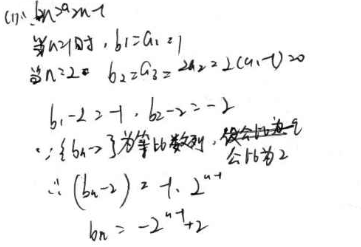 (1). bn=a2n-1
当n=1时, b1=a1=1
当n=2时 b2=a3=2a2=2(a1-1)=0
b1-2=-1, b2-2=-2
∵{bn-2}为等比数列, 公比为2
∴(bn-2)=-1·2^{n-1}
bn=-2^{n-1}+2